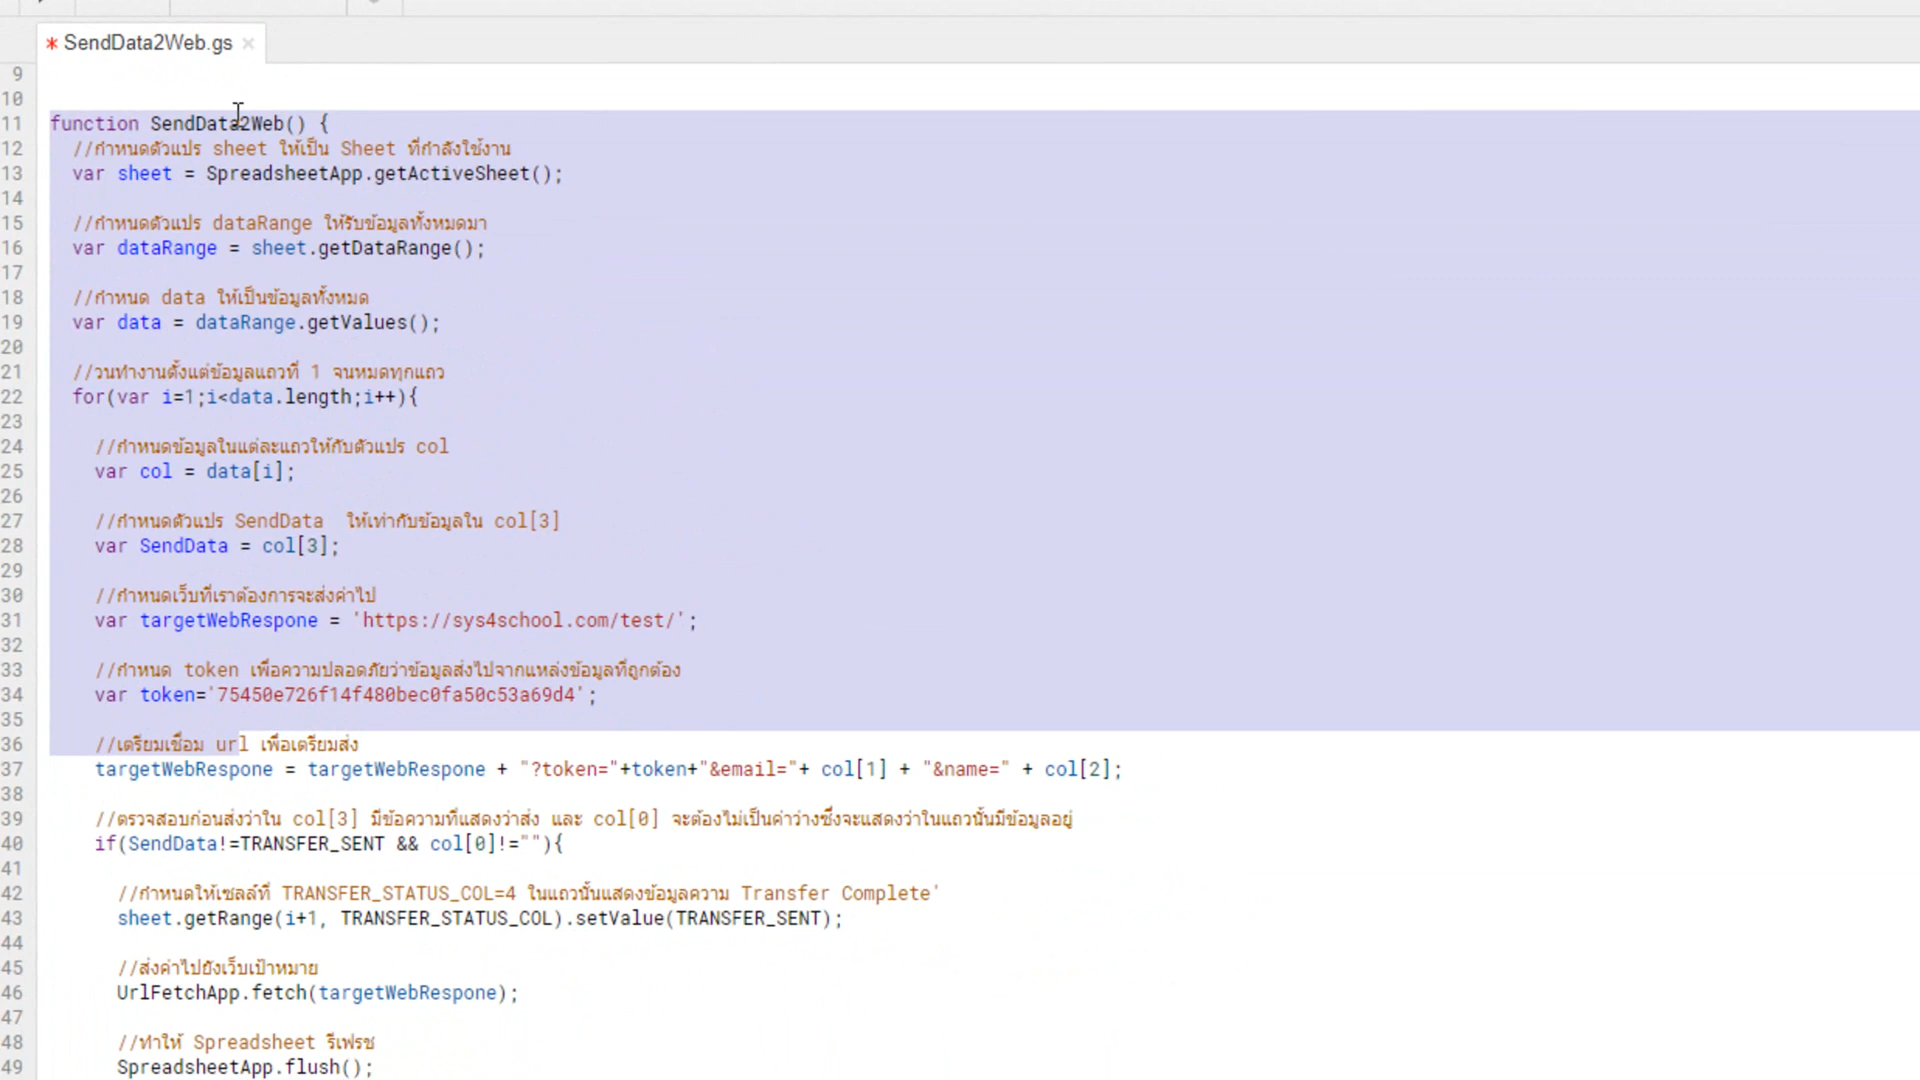 * SendData2Web.gs ×
9
10
11 function SendData2Web() {
12 //กำหนดตัวแปร sheet ให้เป็น Sheet ที่กำลังใช้งาน
13 var sheet = SpreadsheetApp.getActiveSheet();
14
15 //กำหนดตัวแปร dataRange ให้รับข้อมูลทั้งหมดมา
16 var dataRange = sheet.getDataRange();
17
18 //กำหนด data ให้เป็นข้อมูลทั้งหมด
19 var data = dataRange.getValues();
20
21 //วนทำงานตั้งแต่ข้อมูลแถวที่ 1 จนหมดทุกแถว
22 for(var i=1;i<data.length;i++){
23
24 //กำหนดข้อมูลในแต่ละแถวให้กับตัวแปร col
25 var col = data[i];
26
27 //กำหนดตัวแปร SendData ให้เท่ากับข้อมูลใน col[3]
28 var SendData = col[3];
29
30 //กำหนดเว็บที่เราต้องการจะส่งค่าไป
31 var targetWebRespone = 'https://sys4school.com/test/';
32
33 //กำหนด token เพื่อความปลอดภัยว่าข้อมูลส่งไปจากแหล่งข้อมูลที่ถูกต้อง
34 var token='75450e726f14f480bec0fa50c53a69d4';
35
36 //เตรียมเชื่อม url เพื่อเตรียมส่ง
37 targetWebRespone = targetWebRespone + "?token="+token+"&email="+ col[1] + "&name=" + col[2];
38
39 //ตรวจสอบก่อนส่งว่าใน col[3] มีข้อความที่แสดงว่าส่ง และ col[0] จะต้องไม่เป็นค่าว่างซึ่งจะแสดงว่าในแถวนั้นมีข้อมูลอยู่
40 if(SendData!=TRANSFER_SENT && col[0]!=""){
41
42 //กำหนดให้เซลล์ที่ TRANSFER_STATUS_COL=4 ในแถวนั้นแสดงข้อมูลความ Transfer Complete'
43 sheet.getRange(i+1, TRANSFER_STATUS_COL).setValue(TRANSFER_SENT);
44
45 //ส่งค่าไปยังเว็บเป้าหมาย
46 UrlFetchApp.fetch(targetWebRespone);
47
48 //ทำให้ Spreadsheet รีเฟรช
49 SpreadsheetApp.flush();